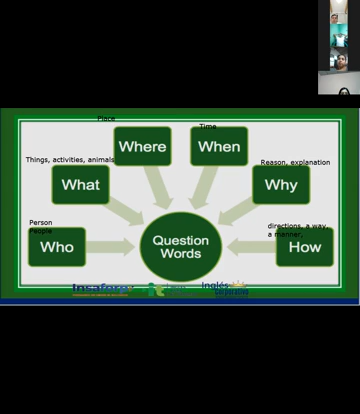 Place
Time
Where
When
Things, activities, animals
Reason, explanation
What
Why
Person
People
directions, a way,
a manner,
Who
Question
Words
How
Insaforp
Inglés